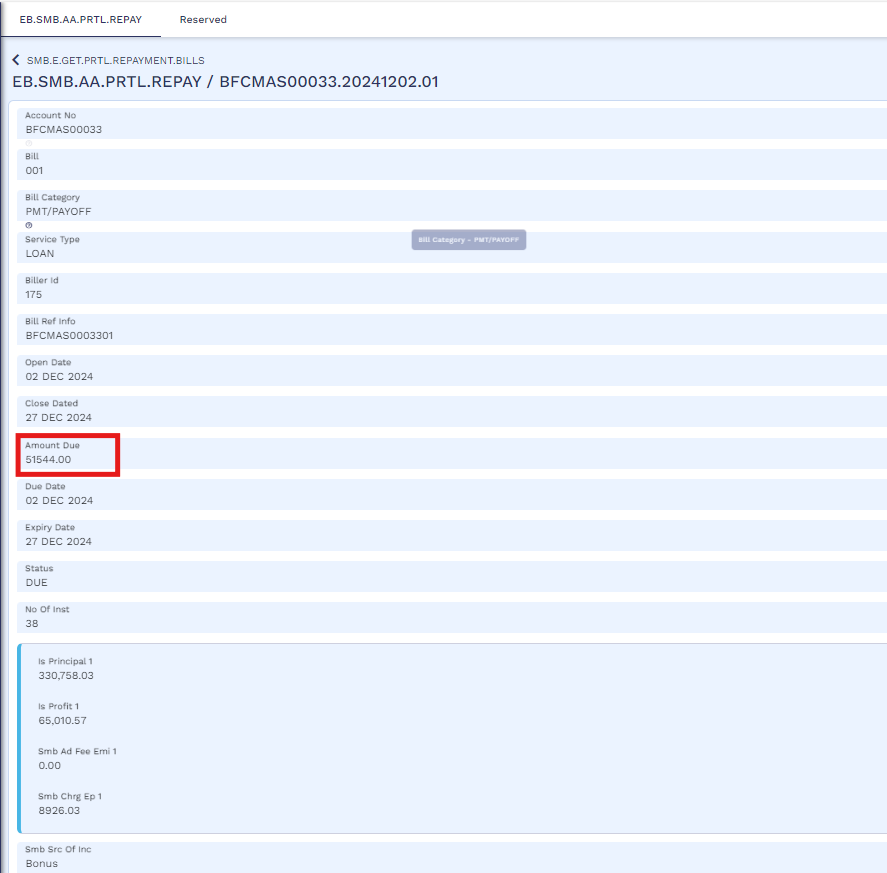 EB.SMB.AA.PRTL.REPAY Reserved
SMB.E.GET.PRTL.REPAYMENT.BILLS
EB.SMB.AA.PRTL.REPAY / BFCMAS00033.20241202.01
Account No
BFCMAS00033
Bill
001
Bill Category
PMT/PAYOFF
Bill Category - PMT/PAYOFF
Service Type
LOAN
Biller Id
175
Bill Ref Info
BFCMAS0003301
Open Date
02 DEC 2024
Close Dated
27 DEC 2024
Amount Due
51544.00
Due Date
02 DEC 2024
Expiry Date
27 DEC 2024
Status
DUE
No Of Inst
38
Is Principal 1
330,758.03
Is Profit 1
65,010.57
Smb Ad Fee Emi 1
0.00
Smb Chrg Ep 1
8926.03
Smb Src Of Inc
Bonus